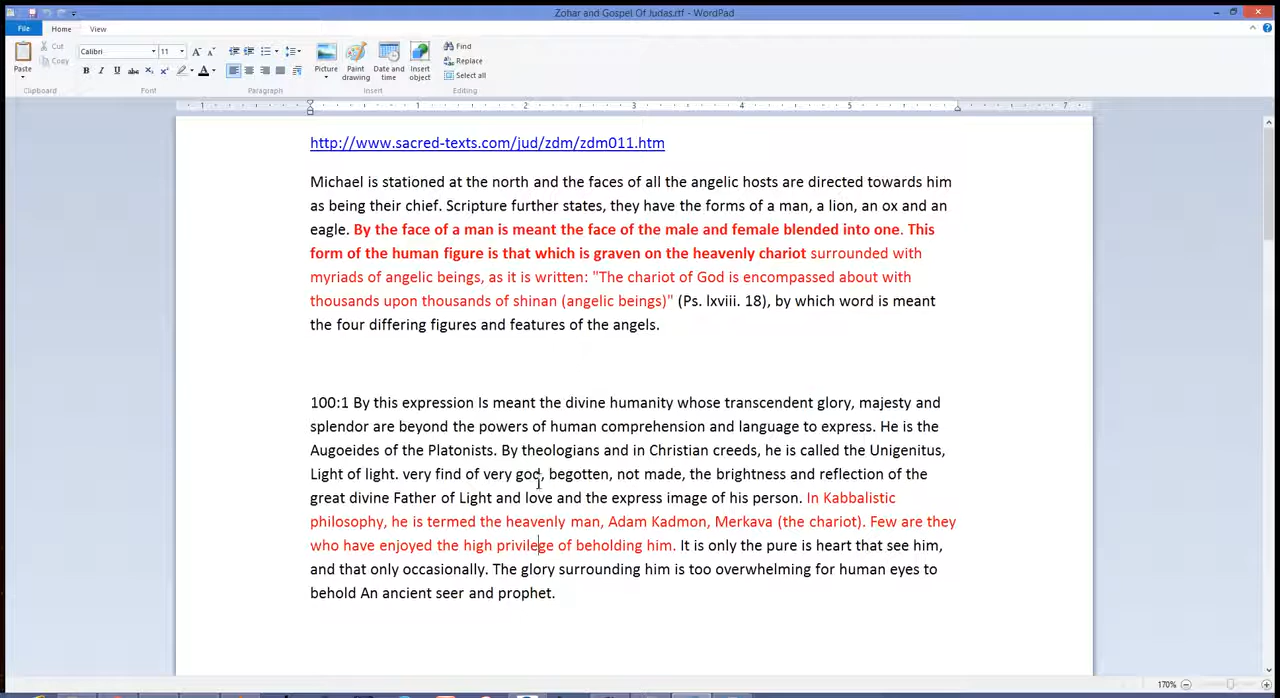 Zohar and Gospel Of Judas.rtf - WordPad
File Home View
Paste
Cut
Copy
Clipboard
Calibri 11
Font
Paragraph
Picture
Paint drawing
Date and time
Insert object
Insert
Find
Replace
Select all
Editing
1 1 2 3 4 5 7
http://www.sacred-texts.com/jud/zdm/zdm011.htm
Michael is stationed at the north and the faces of all the angelic hosts are directed towards him
as being their chief. Scripture further states, they have the forms of a man, a lion, an ox and an
eagle. By the face of a man is meant the face of the male and female blended into one. This
form of the human figure is that which is graven on the heavenly chariot surrounded with
myriads of angelic beings, as it is written: "The chariot of God is encompassed about with
thousands upon thousands of shinan (angelic beings)" (Ps. lxviii. 18), by which word is meant
the four differing figures and features of the angels.
100:1 By this expression Is meant the divine humanity whose transcendent glory, majesty and
splendor are beyond the powers of human comprehension and language to express. He is the
Augoeides of the Platonists. By theologians and in Christian creeds, he is called the Unigenitus,
Light of light. very find of very god, begotten, not made, the brightness and reflection of the
great divine Father of Light and love and the express image of his person. In Kabbalistic
philosophy, he is termed the heavenly man, Adam Kadmon, Merkava (the chariot). Few are they
who have enjoyed the high privilege of beholding him. It is only the pure is heart that see him,
and that only occasionally. The glory surrounding him is too overwhelming for human eyes to
behold An ancient seer and prophet.
170%